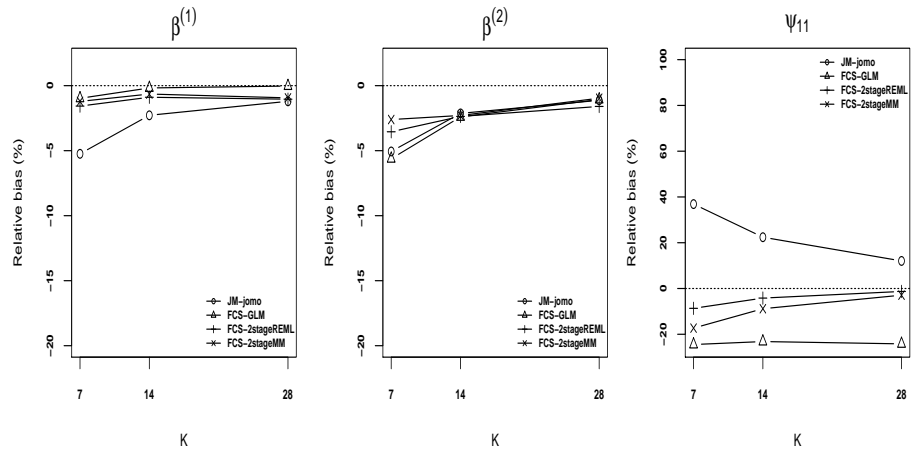 β(1)
Relative bias (%)
0
−5
−10
−15
−20
JM−jomo
FCS−GLM
FCS−2stageREML
FCS−2stageMM
7 14 28
K
β(2)
Relative bias (%)
0
−5
−10
−15
−20
JM−jomo
FCS−GLM
FCS−2stageREML
FCS−2stageMM
7 14 28
K
ψ11
Relative bias (%)
100
80
60
40
20
0
−20
JM−jomo
FCS−GLM
FCS−2stageREML
FCS−2stageMM
7 14 28
K